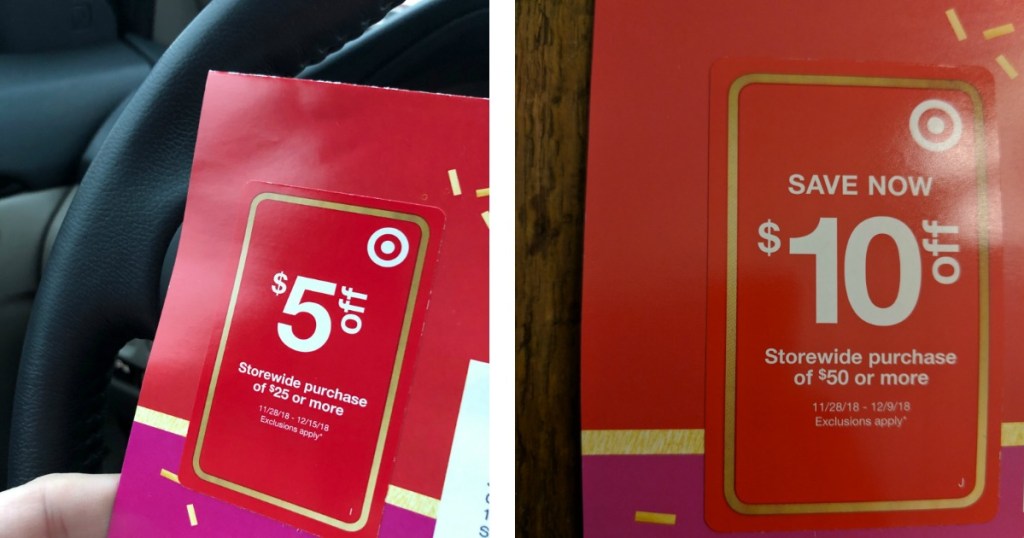 $5 off
Storewide purchase
of $25 or more
11/28/18 - 12/15/18
Exclusions apply*
I
S
SAVE NOW
$10 off
Storewide purchase
of $50 or more
11/28/18 - 12/9/18
Exclusions apply*
J